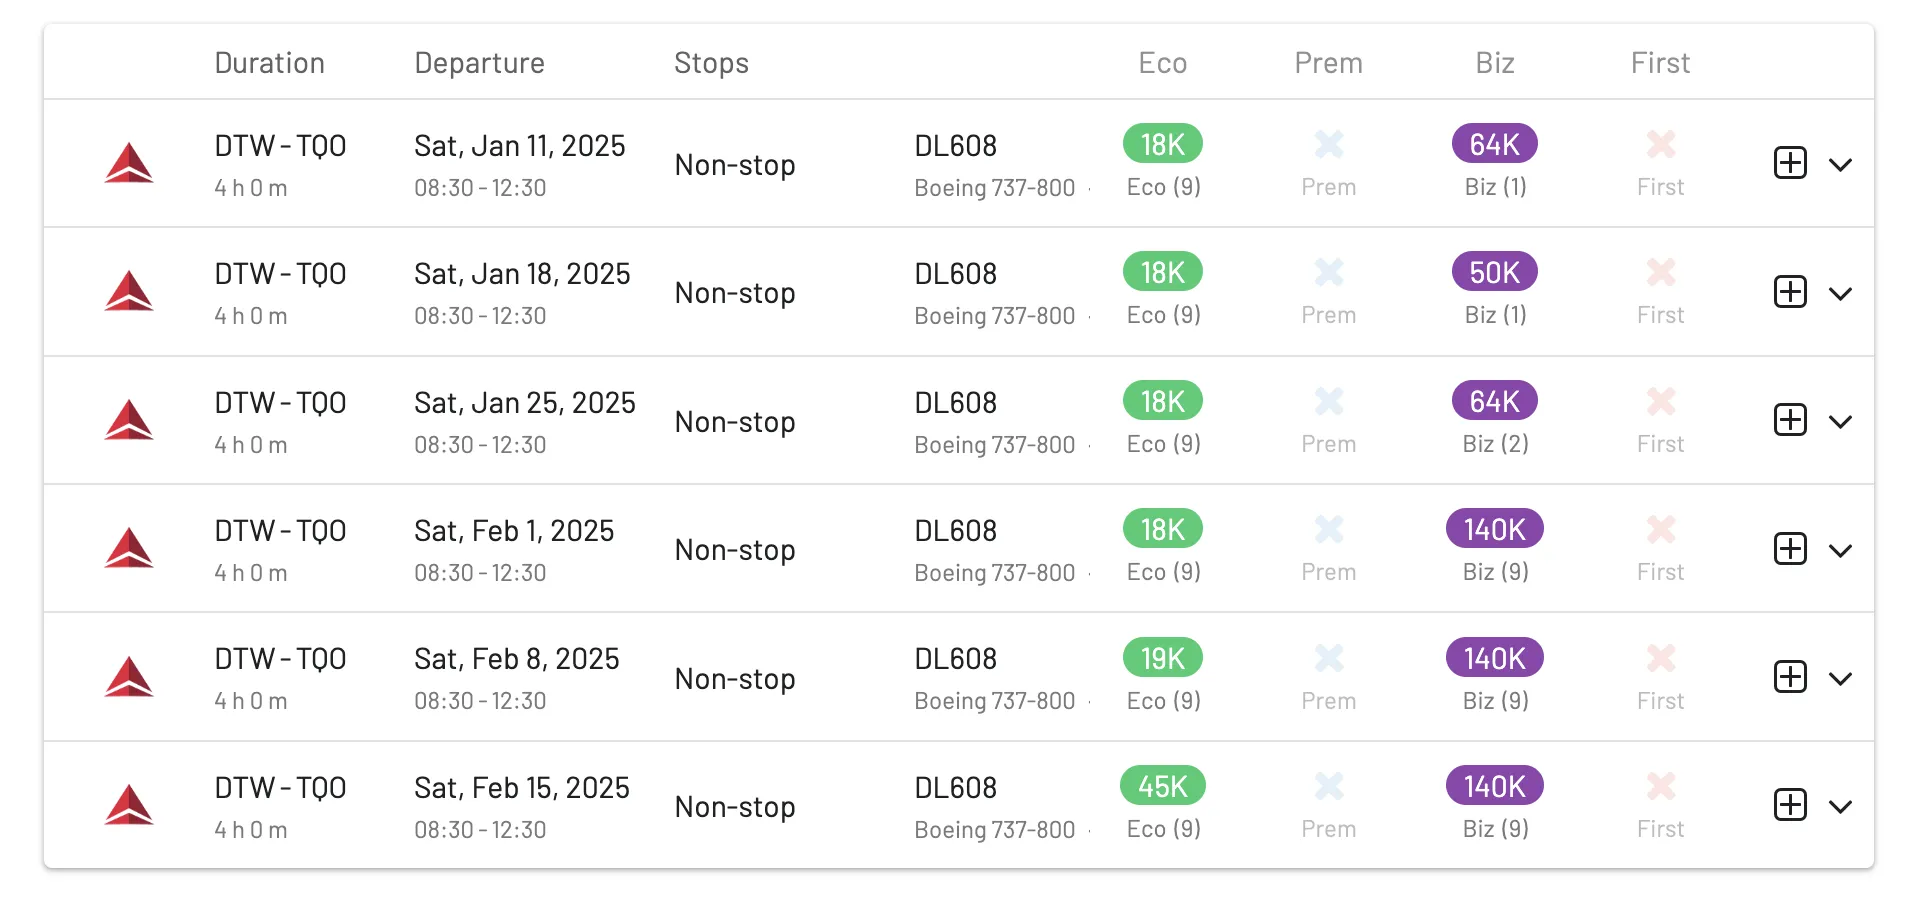 Duration Departure Stops Eco Prem Biz First
DTW - TQO Sat, Jan 11, 2025 Non-stop DL608 18K 64K
4 h 0 m 08:30 - 12:30 Boeing 737-800 · Eco (9) Prem Biz (1) First
DTW - TQO Sat, Jan 18, 2025 Non-stop DL608 18K 50K
4 h 0 m 08:30 - 12:30 Boeing 737-800 · Eco (9) Prem Biz (1) First
DTW - TQO Sat, Jan 25, 2025 Non-stop DL608 18K 64K
4 h 0 m 08:30 - 12:30 Boeing 737-800 · Eco (9) Prem Biz (2) First
DTW - TQO Sat, Feb 1, 2025 Non-stop DL608 18K 140K
4 h 0 m 08:30 - 12:30 Boeing 737-800 · Eco (9) Prem Biz (9) First
DTW - TQO Sat, Feb 8, 2025 Non-stop DL608 19K 140K
4 h 0 m 08:30 - 12:30 Boeing 737-800 · Eco (9) Prem Biz (9) First
DTW - TQO Sat, Feb 15, 2025 Non-stop DL608 45K 140K
4 h 0 m 08:30 - 12:30 Boeing 737-800 · Eco (9) Prem Biz (9) First